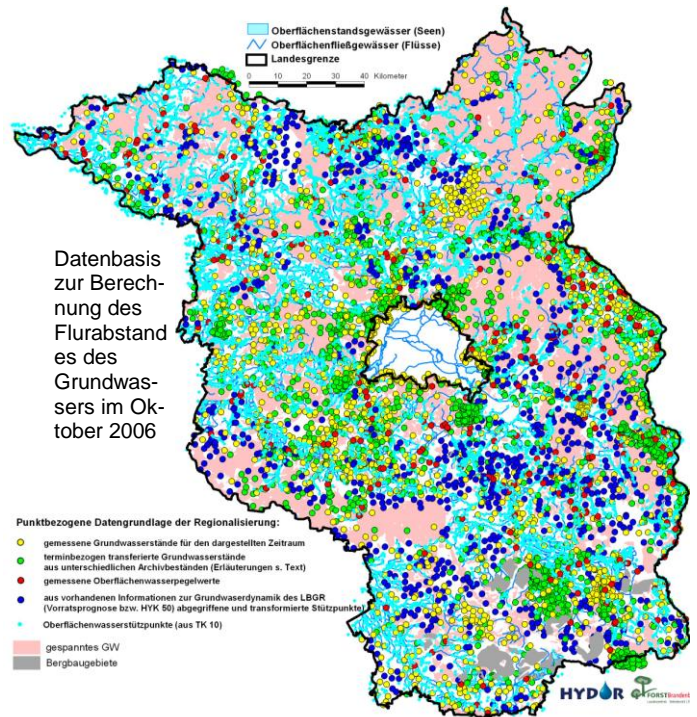 Oberflächenstandsgewässer (Seen)
Oberflächenfließgewässer (Flüsse)
Landesgrenze
0 10 20 30 40 Kilometer
Datenbasis
zur Berech-
nung des
Flurabstand
es des
Grundwas-
sers im Ok-
tober 2006
Punktbezogene Datengrundlage der Regionalisierung:
gemessene Grundwasserstände für den dargestellten Zeitraum
terminbezogen transferierte Grundwasserstände
aus unterschiedlichen Archivbeständen (Erläuterungen s. Text)
gemessene Oberflächenwasserpegelwerte
aus vorhandenen Informationen zur Grundwaserdynamik des LBGR
(Vorratsprognose bzw. HYK 50) abgegriffene und transformierte Stützpunkte)
Oberflächenwasserstützpunkte (aus TK 10)
gespanntes GW
Bergbaugebiete
HYDOR FORSTBrandenburg